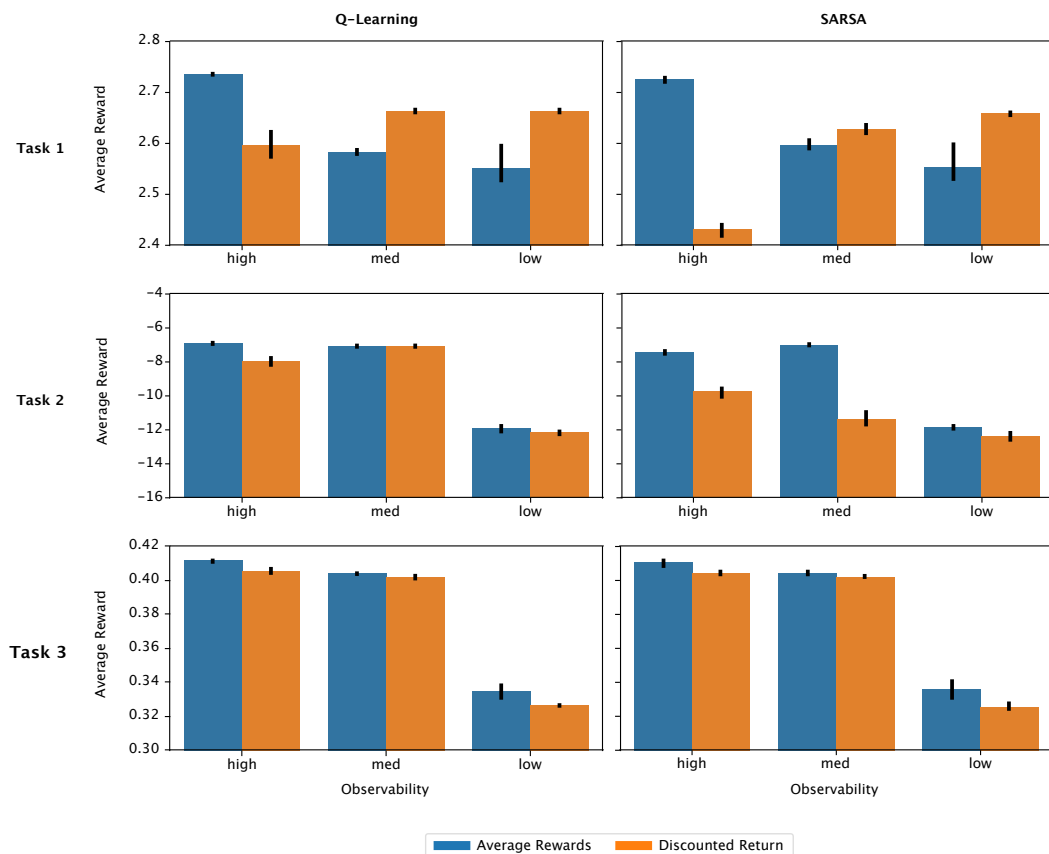 Q-Learning SARSA
2.8
2.7
2.6
2.5
2.4
Average Reward
Task 1
high med low high med low
-4
-6
-8
-10
-12
-14
-16
Average Reward
Task 2
high med low high med low
0.42
0.40
0.38
0.36
0.34
0.32
0.30
Average Reward
Task 3
high med low high med low
Observability Observability
Average Rewards Discounted Return